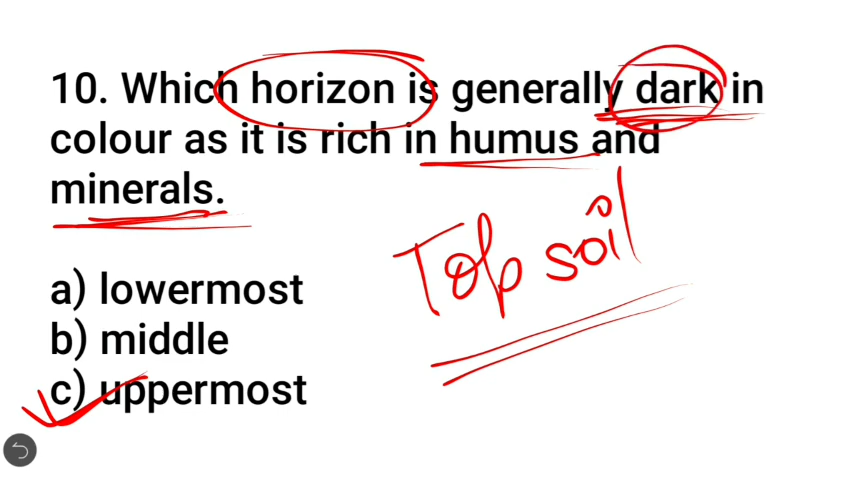 10. Which horizon is generally dark in
colour as it is rich in humus and
minerals.
Top soil
a) lowermost
b) middle
c) uppermost